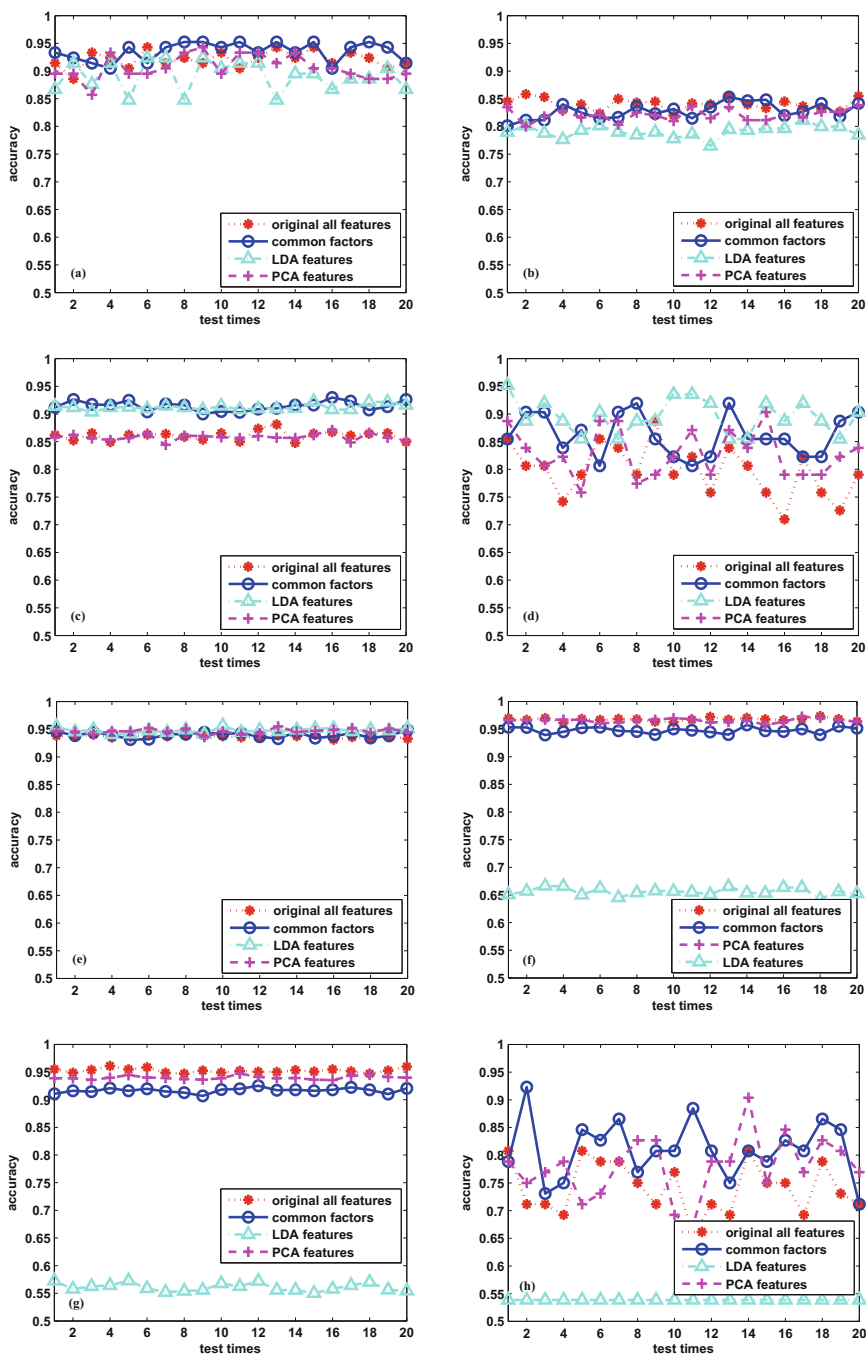 1
0.95
0.9
0.85
0.8
0.75
0.7
0.65
0.6
0.55
0.5
accuracy
original all features
common factors
LDA features
PCA features
(a)
2 4 6 8 10 12 14 16 18 20
test times
1
0.95
0.9
0.85
0.8
0.75
0.7
0.65
0.6
0.55
0.5
accuracy
original all features
common factors
LDA features
PCA features
(b)
2 4 6 8 10 12 14 16 18 20
test times
1
0.95
0.9
0.85
0.8
0.75
0.7
0.65
0.6
0.55
0.5
accuracy
original all features
common factors
LDA features
PCA features
(c)
2 4 6 8 10 12 14 16 18 20
test times
1
0.95
0.9
0.85
0.8
0.75
0.7
0.65
0.6
0.55
0.5
accuracy
original all features
common factors
LDA features
PCA features
(d)
2 4 6 8 10 12 14 16 18 20
test times
1
0.95
0.9
0.85
0.8
0.75
0.7
0.65
0.6
0.55
0.5
accuracy
original all features
common factors
LDA features
PCA features
(e)
2 4 6 8 10 12 14 16 18 20
test times
1
0.95
0.9
0.85
0.8
0.75
0.7
0.65
0.6
0.55
0.5
accuracy
original all features
common factors
PCA features
LDA features
(f)
2 4 6 8 10 12 14 16 18 20
test times
1
0.95
0.9
0.85
0.8
0.75
0.7
0.65
0.6
0.55
0.5
accuracy
original all features
common factors
LDA features
PCA features
(g)
2 4 6 8 10 12 14 16 18 20
test times
1
0.95
0.9
0.85
0.8
0.75
0.7
0.65
0.6
0.55
0.5
accuracy
original all features
common factors
LDA features
PCA features
(h)
2 4 6 8 10 12 14 16 18 20
test times